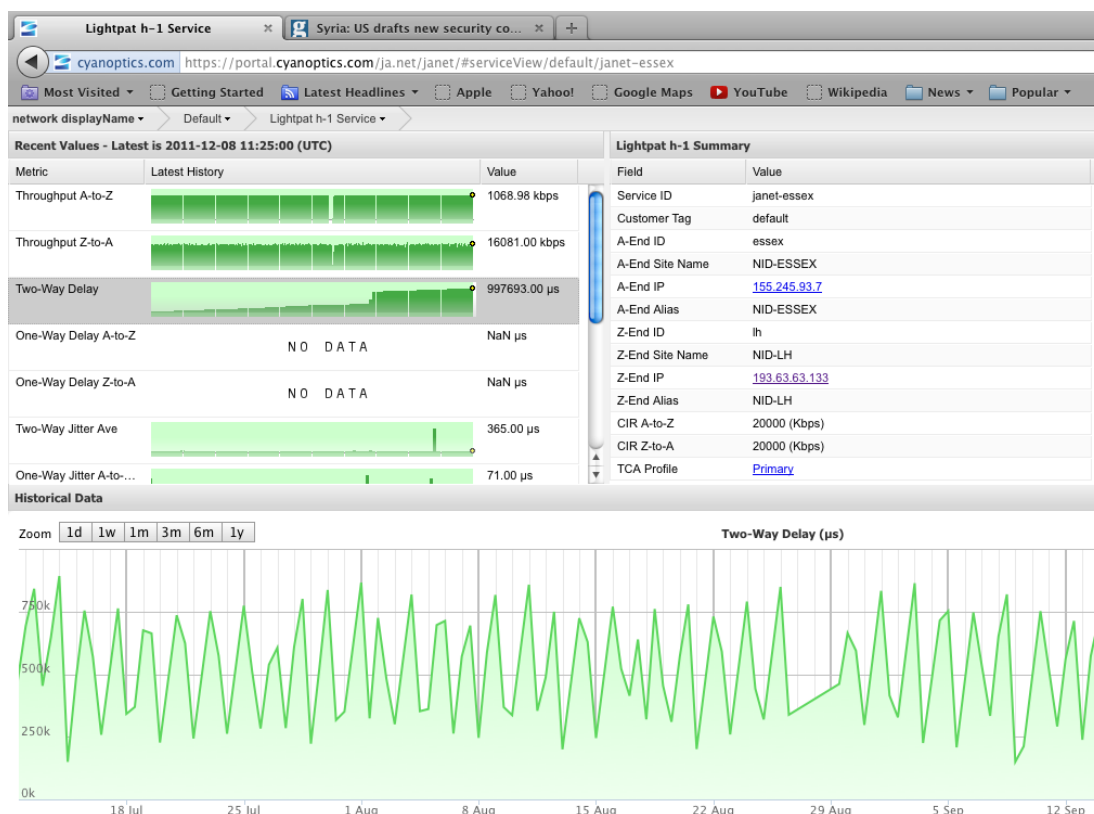 Lightpat h-1 Service × Syria: US drafts new security co... × +
cyanoptics.com https://portal.cyanoptics.com/ja.net/janet/#serviceView/default/janet-essex
Most Visited Getting Started Latest Headlines Apple Yahoo! Google Maps YouTube Wikipedia News Popular
network displayName Default Lightpat h-1 Service
Recent Values - Latest is 2011-12-08 11:25:00 (UTC)
Metric Latest History Value
Throughput A-to-Z 1068.98 kbps
Throughput Z-to-A 16081.00 kbps
Two-Way Delay 997693.00 µs
One-Way Delay A-to-Z NO DATA NaN µs
One-Way Delay Z-to-A NO DATA NaN µs
Two-Way Jitter Ave 365.00 µs
One-Way Jitter A-to-... 71.00 µs
Lightpat h-1 Summary
Field Value
Service ID janet-essex
Customer Tag default
A-End ID essex
A-End Site Name NID-ESSEX
A-End IP 155.245.93.7
A-End Alias NID-ESSEX
Z-End ID lh
Z-End Site Name NID-LH
Z-End IP 193.63.63.133
Z-End Alias NID-LH
CIR A-to-Z 20000 (Kbps)
CIR Z-to-A 20000 (Kbps)
TCA Profile Primary
Historical Data
Zoom 1d 1w 1m 3m 6m 1y
Two-Way Delay (µs)
750k
500k
250k
0k
18 Jul 25 Jul 1 Aug 8 Aug 15 Aug 22 Aug 29 Aug 5 Sep 12 Sep